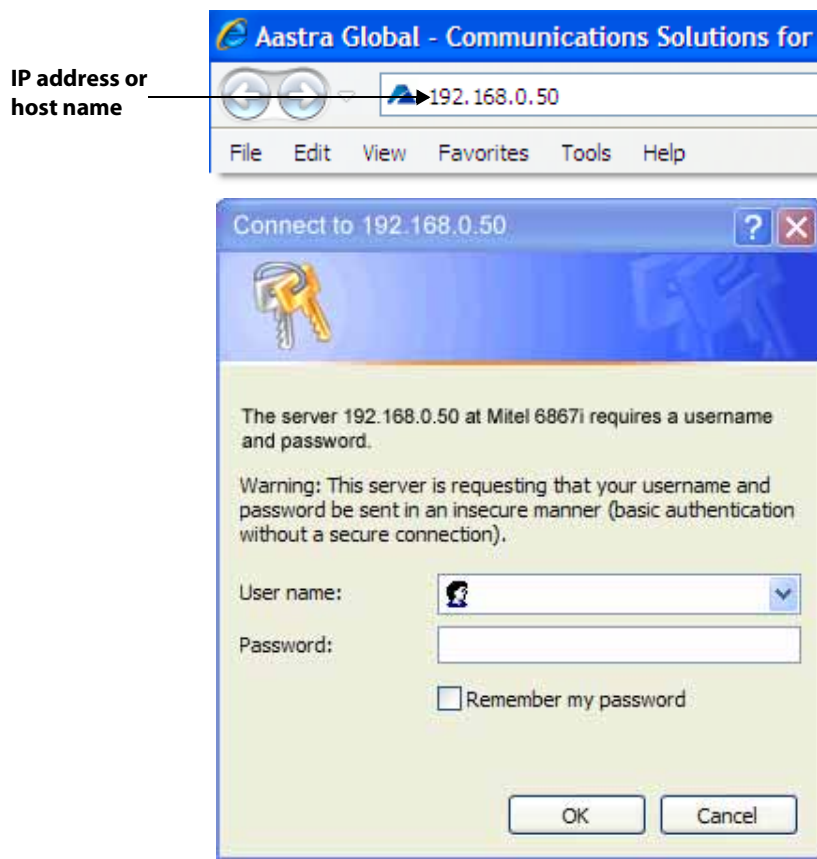 Aastra Global - Communications Solutions for
IP address or
host name
192.168.0.50
File Edit View Favorites Tools Help
Connect to 192.168.0.50
The server 192.168.0.50 at Mitel 6867i requires a username
and password.
Warning: This server is requesting that your username and
password be sent in an insecure manner (basic authentication
without a secure connection).
User name:
Password:
Remember my password
OK Cancel